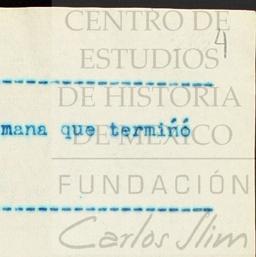 CENTRO DE
4
ESTUDIOS
DE HISTORIA
mana que terminó
DE MÉXICO
FUNDACIÓN
Carlos Slim